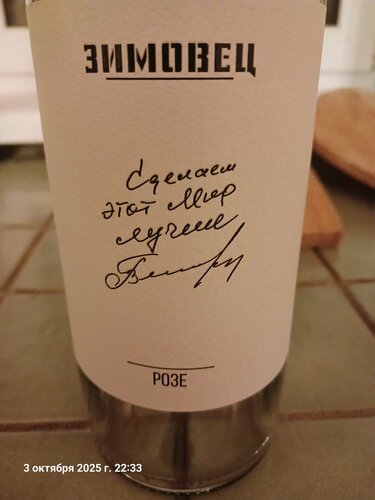 ЗИМОВЕЦ
Сделаем
этот Мир
лучше
РОЗЕ
3 октября 2025 г. 22:33